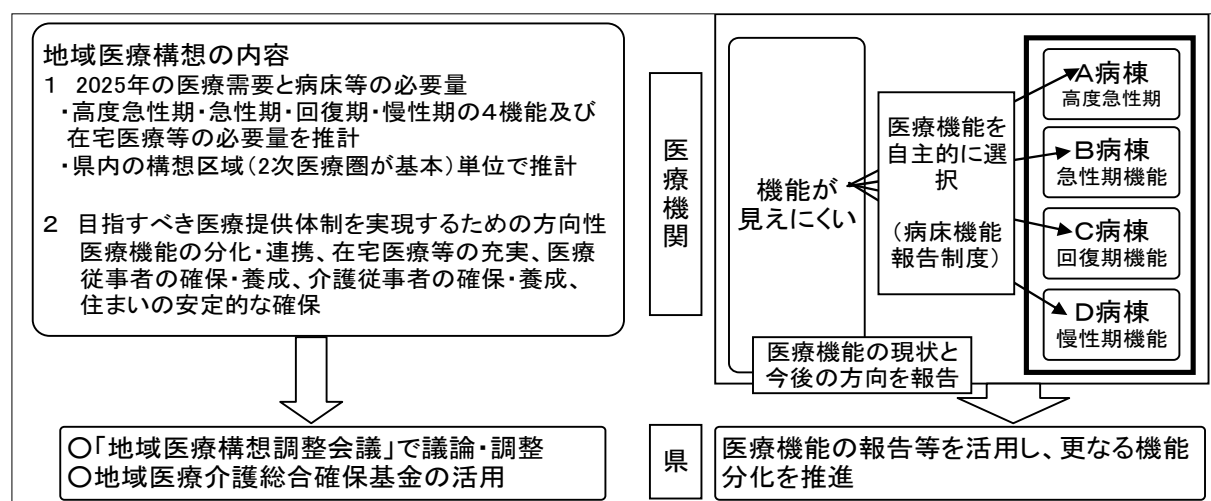 地域医療構想の内容
１ 2025年の医療需要と病床等の必要量
・高度急性期・急性期・回復期・慢性期の４機能及び
在宅医療等の必要量を推計
・県内の構想区域（2次医療圏が基本）単位で推計
２ 目指すべき医療提供体制を実現するための方向性
医療機能の分化・連携、在宅医療等の充実、医療
従事者の確保・養成、介護従事者の確保・養成、
住まいの安定的な確保
〇「地域医療構想調整会議」で議論・調整
〇地域医療介護総合確保基金の活用
医療機関
機能が
見えにくい
医療機能を
自主的に選
択
（病床機能
報告制度）
Ａ病棟
高度急性期
Ｂ病棟
急性期機能
Ｃ病棟
回復期機能
Ｄ病棟
慢性期機能
医療機能の現状と
今後の方向を報告
県
医療機能の報告等を活用し、更なる機能
分化を推進